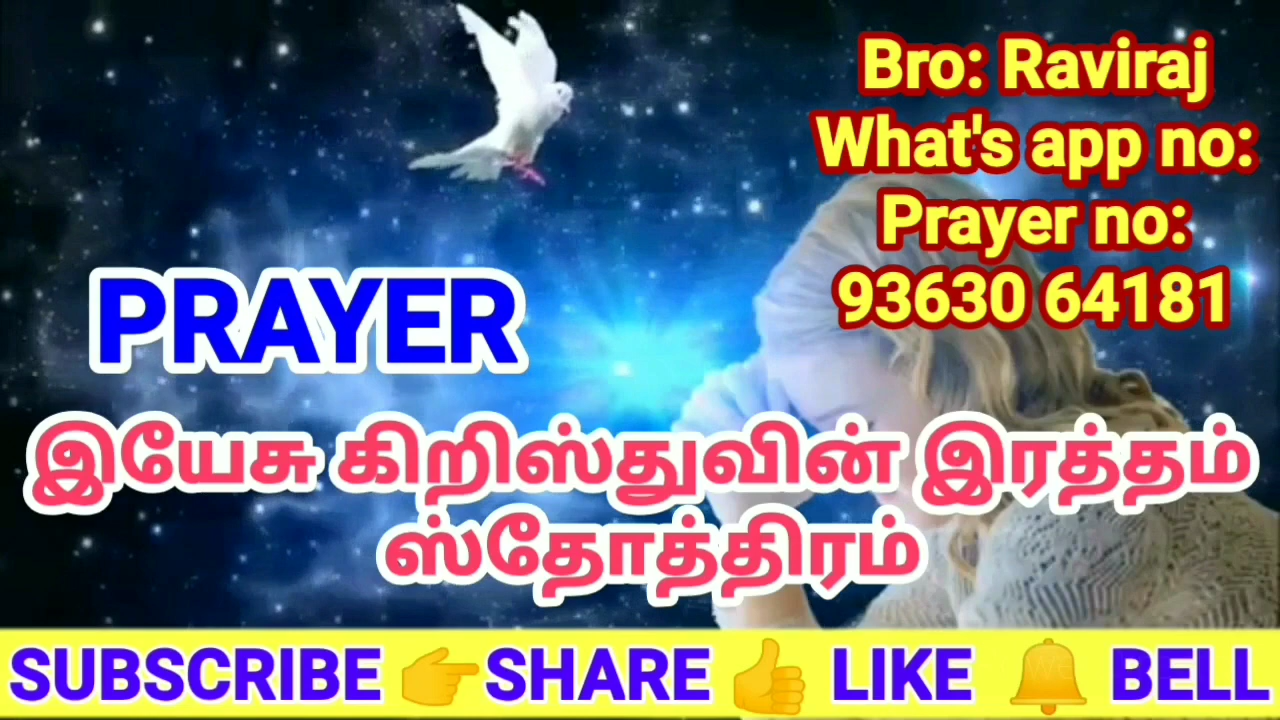 Bro: Raviraj
What's app no:
Prayer no:
93630 64181
PRAYER
இயேசு கிறிஸ்துவின் இரத்தம்
ஸ்தோத்திரம்
SUBSCRIBE 👉 SHARE 👍 LIKE 🔔 BELL